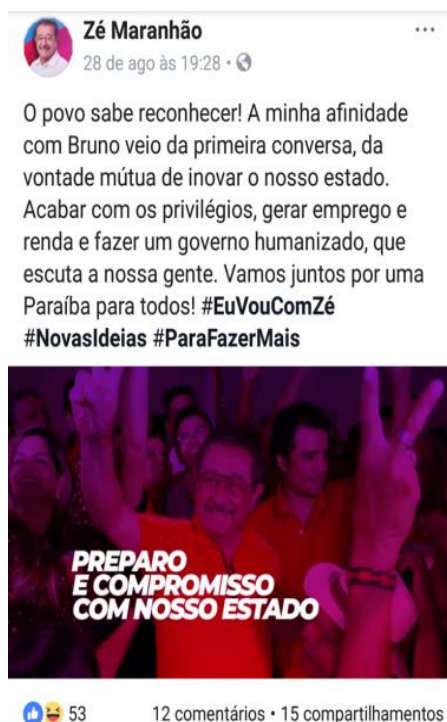 Zé Maranhão
28 de ago às 19:28 •
O povo sabe reconhecer! A minha afinidade
com Bruno veio da primeira conversa, da
vontade mútua de inovar o nosso estado.
Acabar com os privilégios, gerar emprego e
renda e fazer um governo humanizado, que
escuta a nossa gente. Vamos juntos por uma
Paraíba para todos! #EuVouComZé
#NovasIdeias #ParaFazerMais
PREPARO
E COMPROMISSO
COM NOSSO ESTADO
53 12 comentários • 15 compartilhamentos